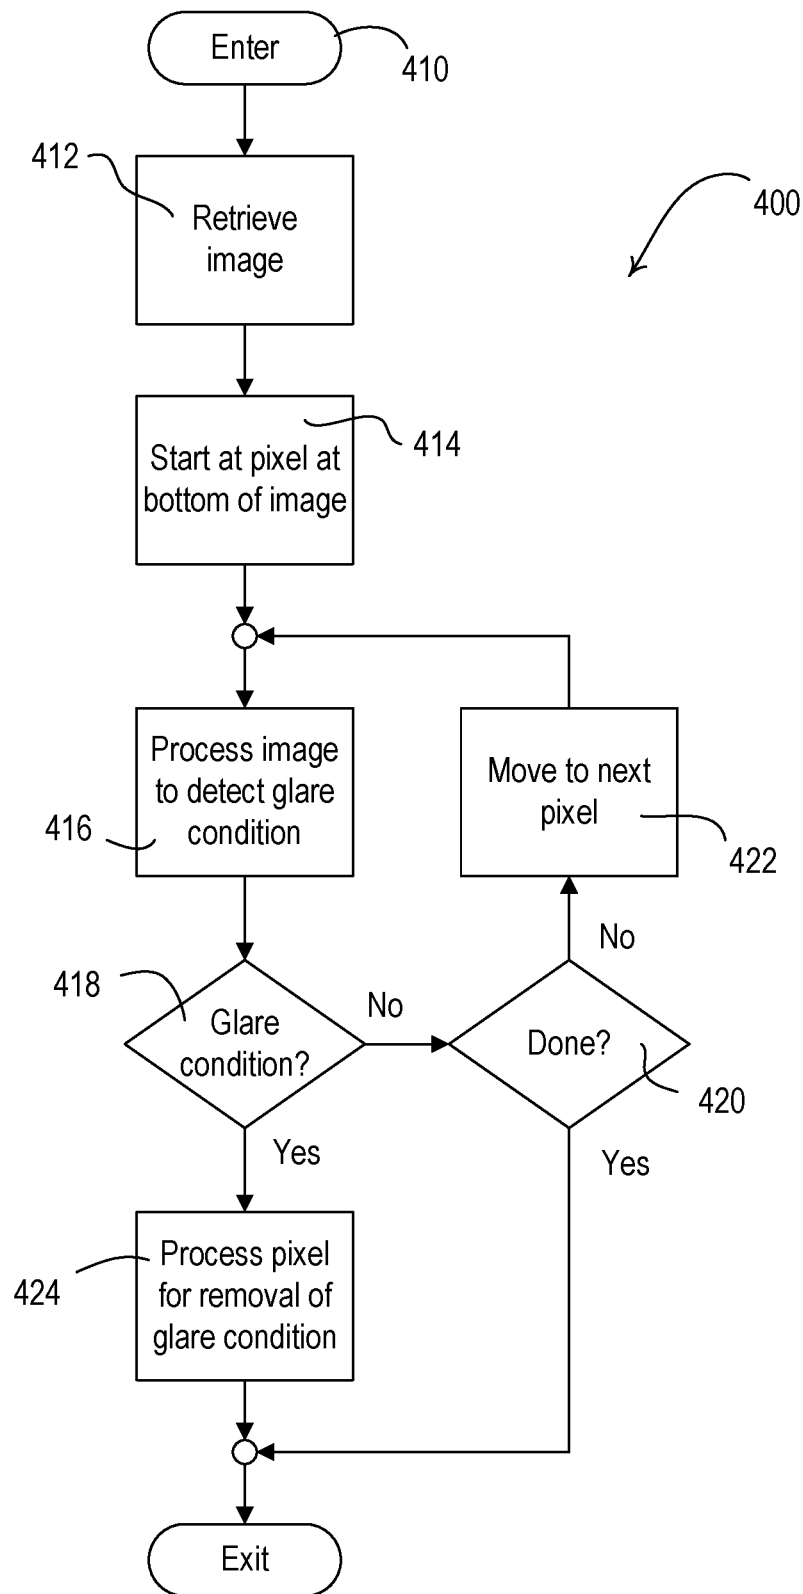 Enter
410
412
Retrieve
image
400
414
Start at pixel at
bottom of image
Process image
to detect glare
condition
416
Move to next
pixel
422
No
418
Glare
condition?
No
Done?
420
Yes
Yes
Process pixel
for removal of
glare condition
424
Exit